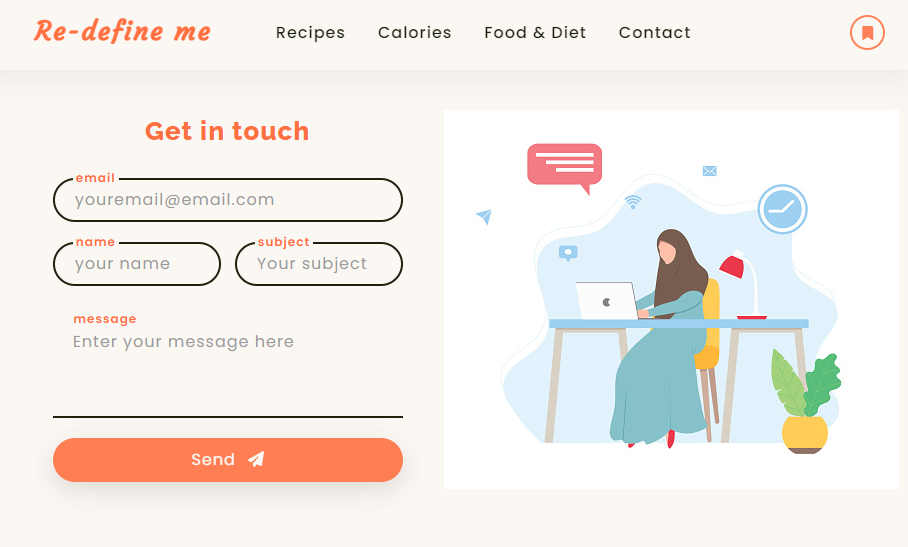 Re-define me
Recipes Calories Food & Diet Contact
Get in touch
email
youremail@email.com
name
your name
subject
Your subject
message
Enter your message here
Send